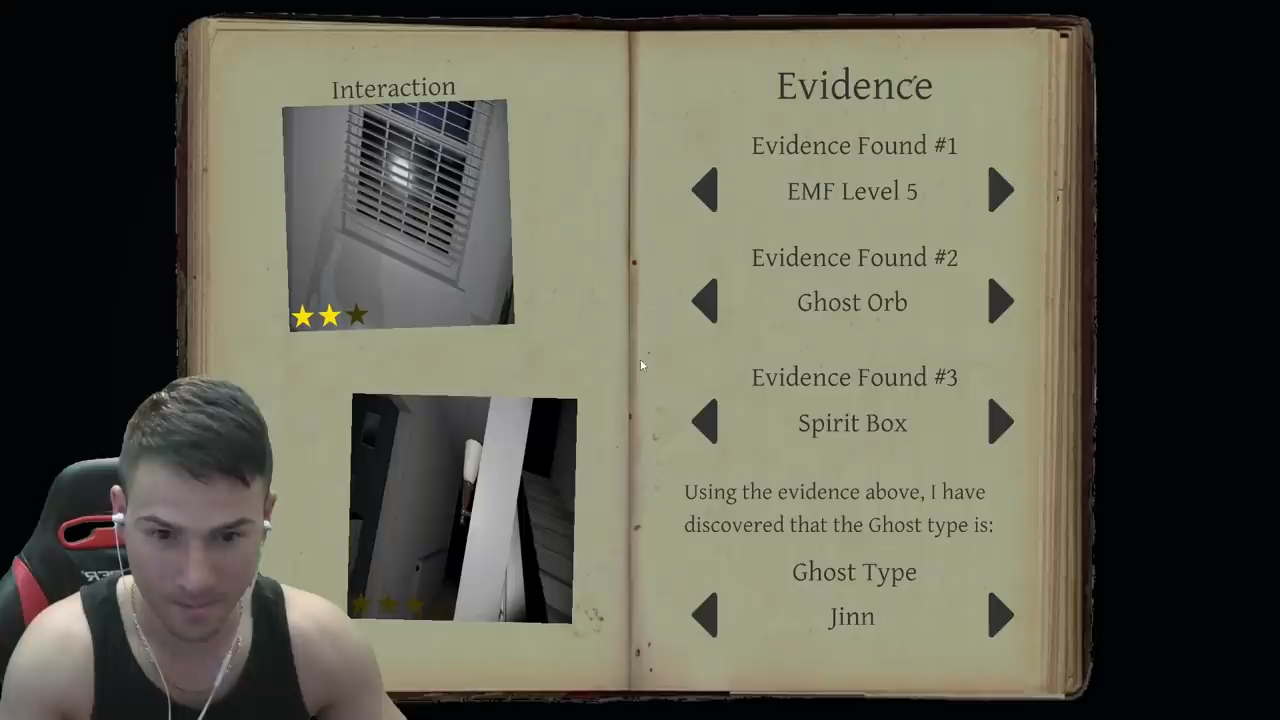 Interaction
Evidence
Evidence Found #1
EMF Level 5
Evidence Found #2
Ghost Orb
Evidence Found #3
Spirit Box
Using the evidence above, I have
discovered that the Ghost type is:
Ghost Type
Jinn